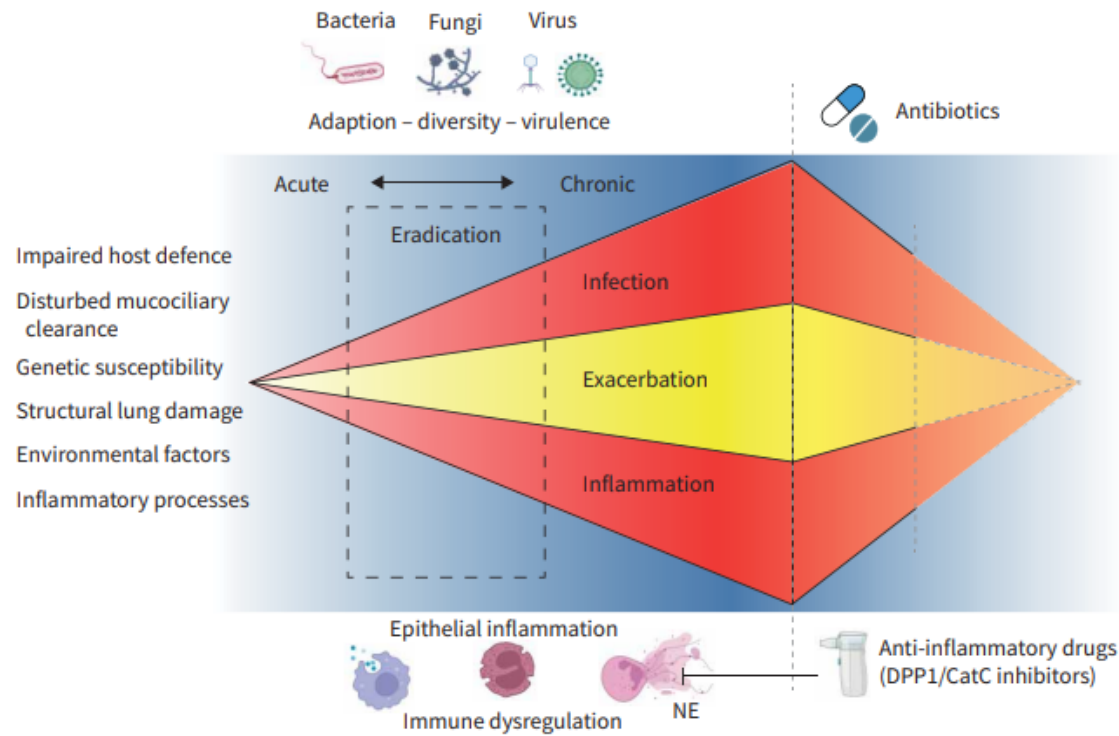 Bacteria
Fungi
Virus
Adaption – diversity – virulence
Antibiotics
Acute
Chronic
Eradication
Impaired host defence
Disturbed mucociliary
clearance
Genetic susceptibility
Structural lung damage
Environmental factors
Inflammatory processes
Infection
Exacerbation
Inflammation
Epithelial inflammation
Immune dysregulation
NE
Anti-inflammatory drugs
(DPP1/CatC inhibitors)